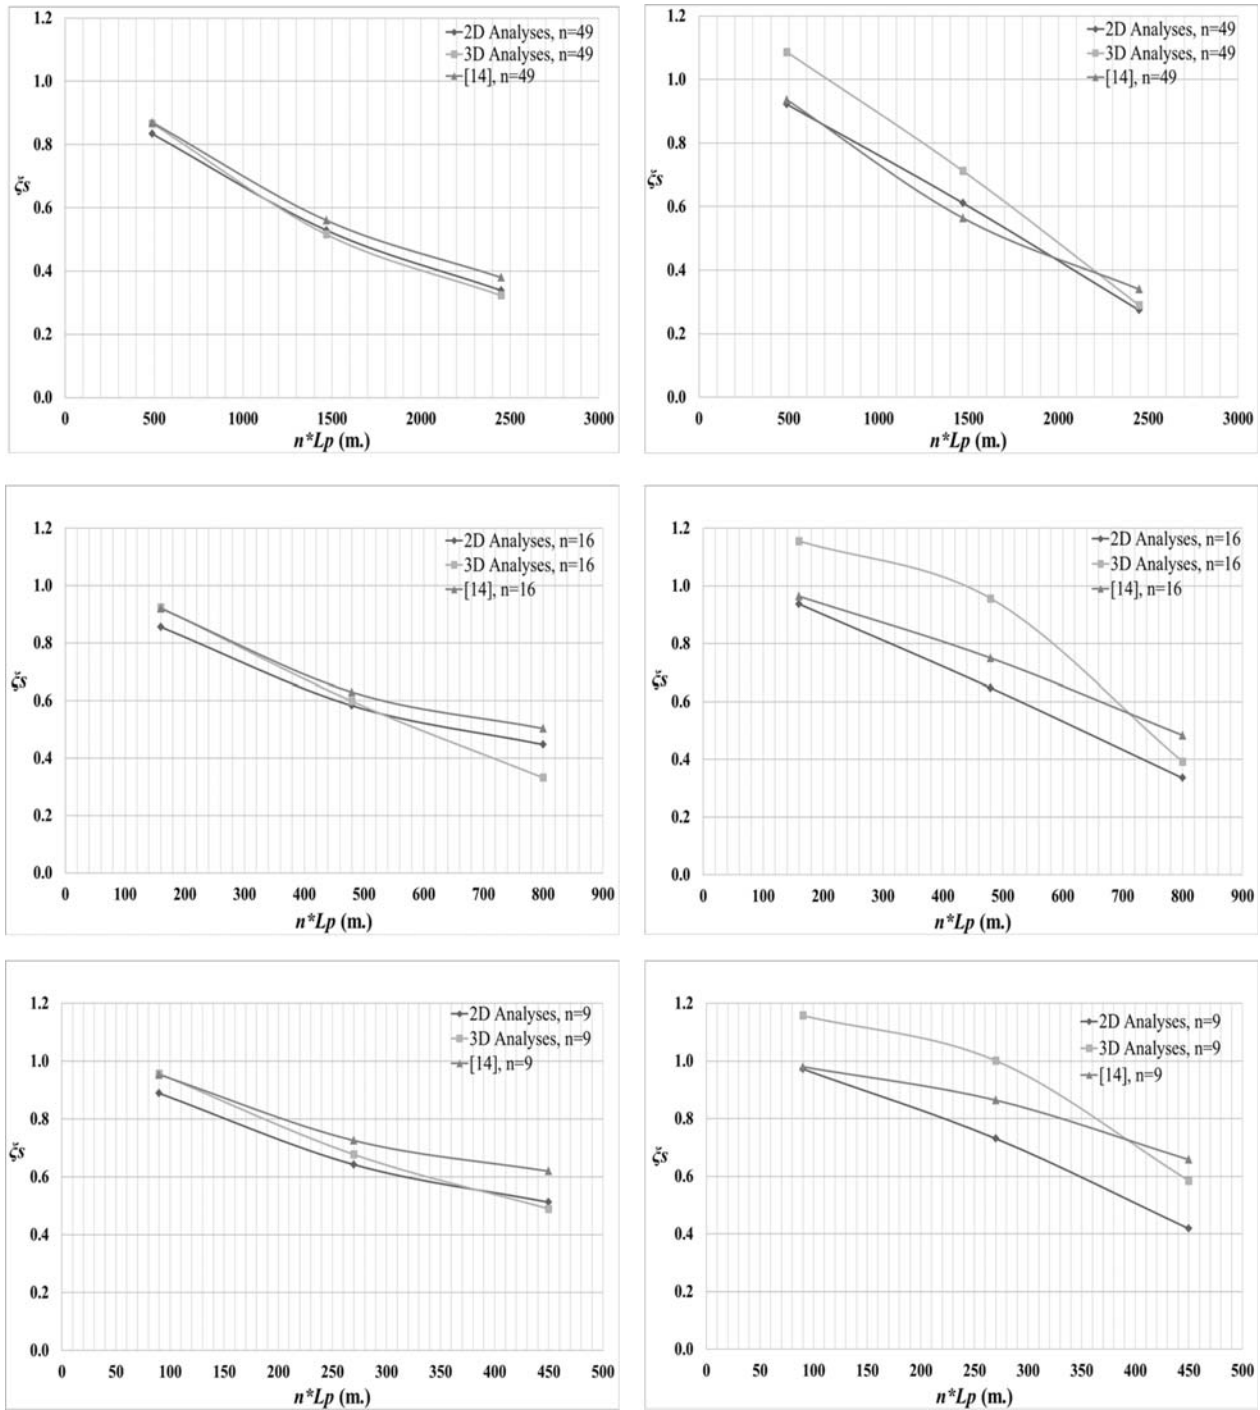 1.2
2D Analyses, n=49
3D Analyses, n=49
[14], n=49
1.0
0.8
ξs
0.6
0.4
0.2
0.0
0 500 1000 1500 2000 2500 3000
n*Lp (m.)
1.2
2D Analyses, n=49
3D Analyses, n=49
[14], n=49
1.0
0.8
ξs
0.6
0.4
0.2
0.0
0 500 1000 1500 2000 2500 3000
n*Lp (m.)
1.2
2D Analyses, n=16
3D Analyses, n=16
[14], n=16
1.0
0.8
ξs
0.6
0.4
0.2
0.0
0 100 200 300 400 500 600 700 800 900
n*Lp (m.)
1.2
2D Analyses, n=16
3D Analyses, n=16
[14], n=16
1.0
0.8
ξs
0.6
0.4
0.2
0.0
0 100 200 300 400 500 600 700 800 900
n*Lp (m.)
1.2
2D Analyses, n=9
3D Analyses, n=9
[14], n=9
1.0
0.8
ξs
0.6
0.4
0.2
0.0
0 50 100 150 200 250 300 350 400 450 500
n*Lp (m.)
1.2
2D Analyses, n=9
3D Analyses, n=9
[14], n=9
1.0
0.8
ξs
0.6
0.4
0.2
0.0
0 50 100 150 200 250 300 350 400 450 500
n*Lp (m.)